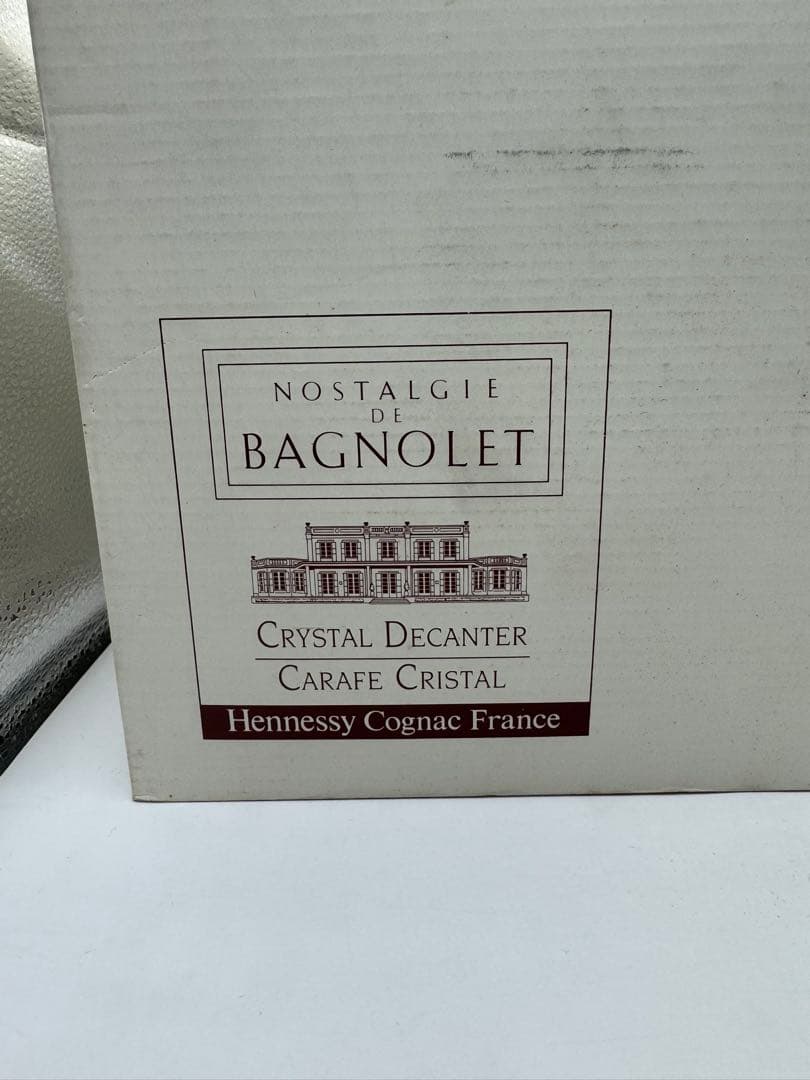 NOSTALGIE
DE
BAGNOLET
CRYSTAL DECANTER
CARAFE CRISTAL
Hennessy Cognac France